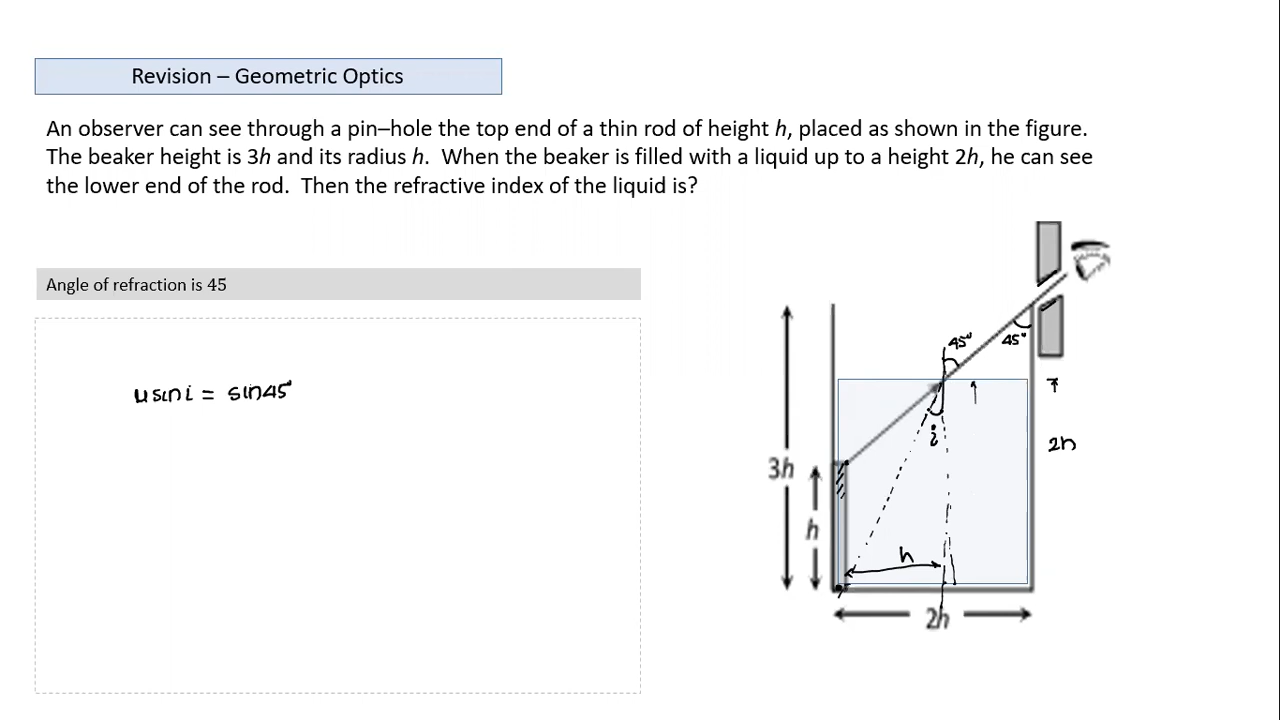 Revision – Geometric Optics
An observer can see through a pin–hole the top end of a thin rod of height h, placed as shown in the figure.
The beaker height is 3h and its radius h. When the beaker is filled with a liquid up to a height 2h, he can see
the lower end of the rod. Then the refractive index of the liquid is?
Angle of refraction is 45
u sin i = sin45°
45°
45°
i
2h
3h
h
h
2h